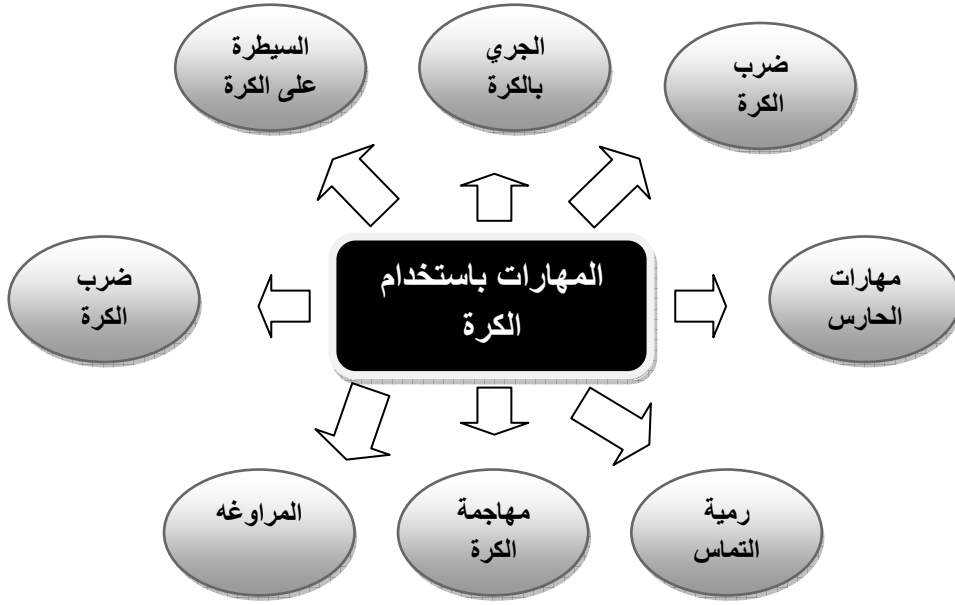 ضرب
الكرة
الجري
بالكرة
السيطرة
على الكرة
المهارات باستخدام
الكرة
مهارات
الحارس
ضرب
الكرة
رمية
التماس
مهاجمة
الكرة
المراوغه